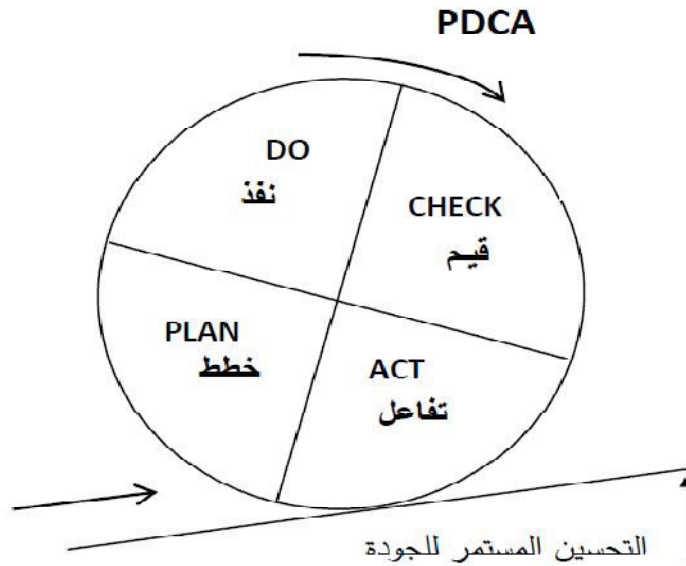 PDCA
DO
نفذ
CHECK
قيم
PLAN
خطط
ACT
تفاعل
التحسين المستمر للجودة